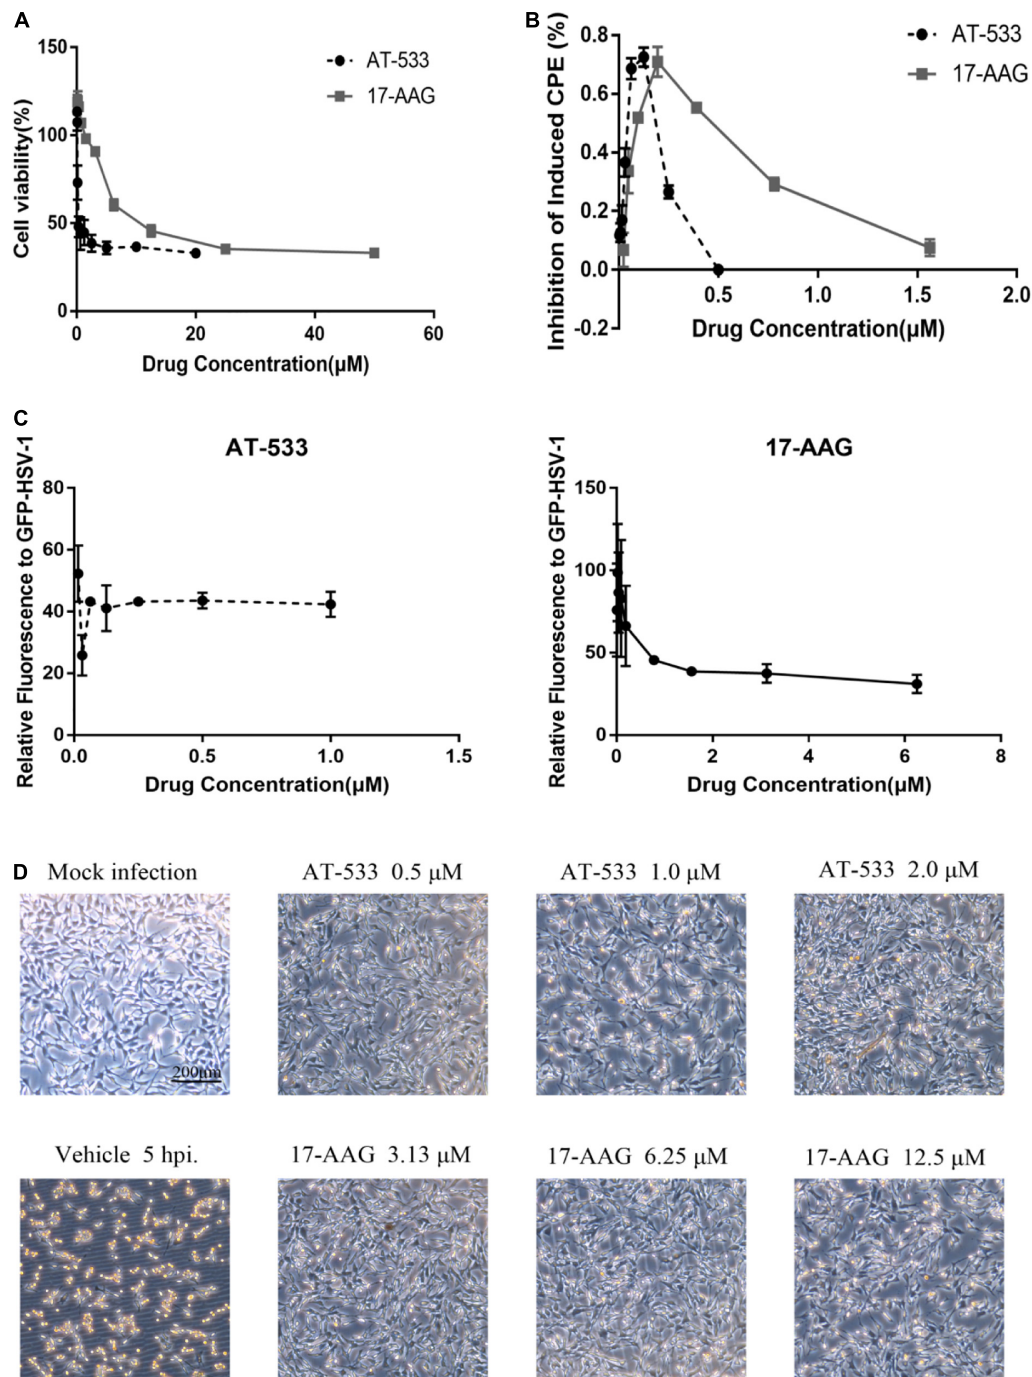 A
150
100
50
0
0
20
40
60
Cell viability(%)
Drug Concentration(µM)
AT-533
17-AAG
B
0.8
0.6
0.4
0.2
0.0
-0.2
0.5
1.0
1.5
2.0
Inhibition of Induced CPE (%)
Drug Concentration(µM)
AT-533
17-AAG
C
AT-533
80
60
40
20
0
0.0
0.5
1.0
1.5
Relative Fluorescence to GFP-HSV-1
Drug Concentration(µM)
17-AAG
150
100
50
0
0
2
4
6
8
Relative Fluorescence to GFP-HSV-1
Drug Concentration(µM)
D
Mock infection
AT-533 0.5 µM
AT-533 1.0 µM
AT-533 2.0 µM
200µm
Vehicle 5 hpi.
17-AAG 3.13 µM
17-AAG 6.25 µM
17-AAG 12.5 µM